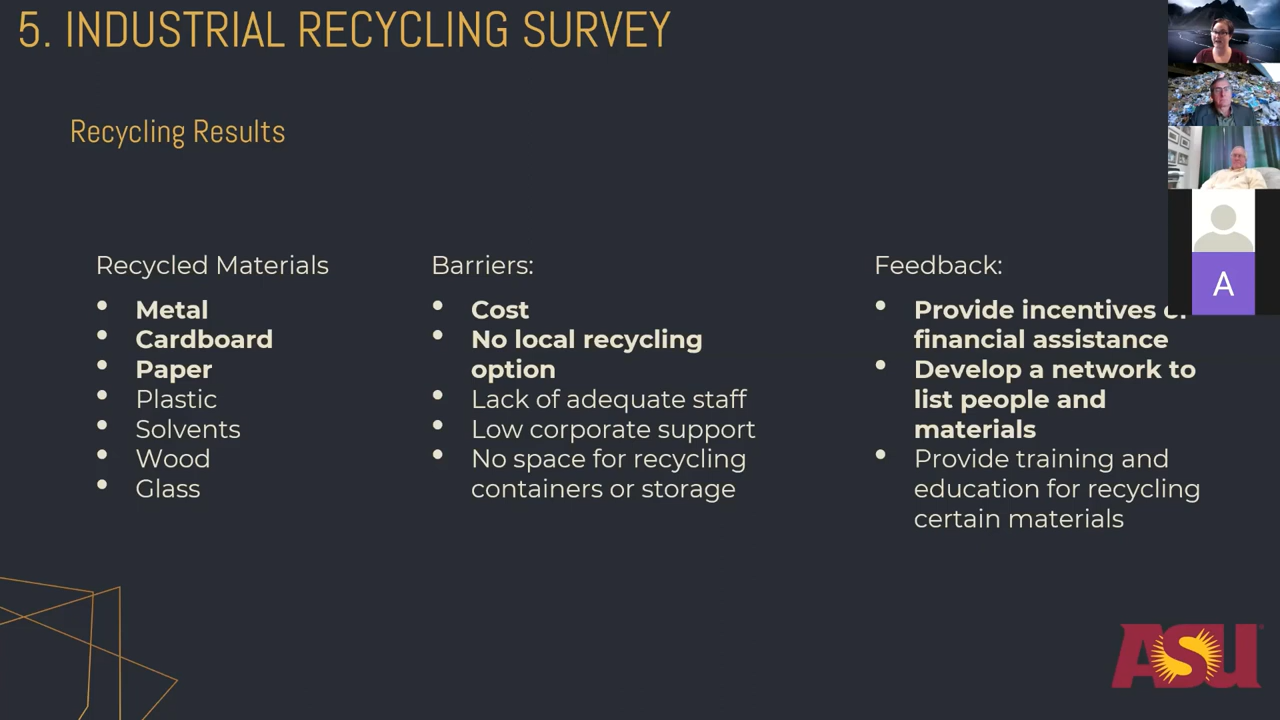 5. INDUSTRIAL RECYCLING SURVEY
Recycling Results
Recycled Materials
• Metal
• Cardboard
• Paper
• Plastic
• Solvents
• Wood
• Glass
Barriers:
• Cost
• No local recycling
option
• Lack of adequate staff
• Low corporate support
• No space for recycling
containers or storage
Feedback:
• Provide incentives
financial assistance
• Develop a network to
list people and
materials
• Provide training and
education for recycling
certain materials
A
ASU